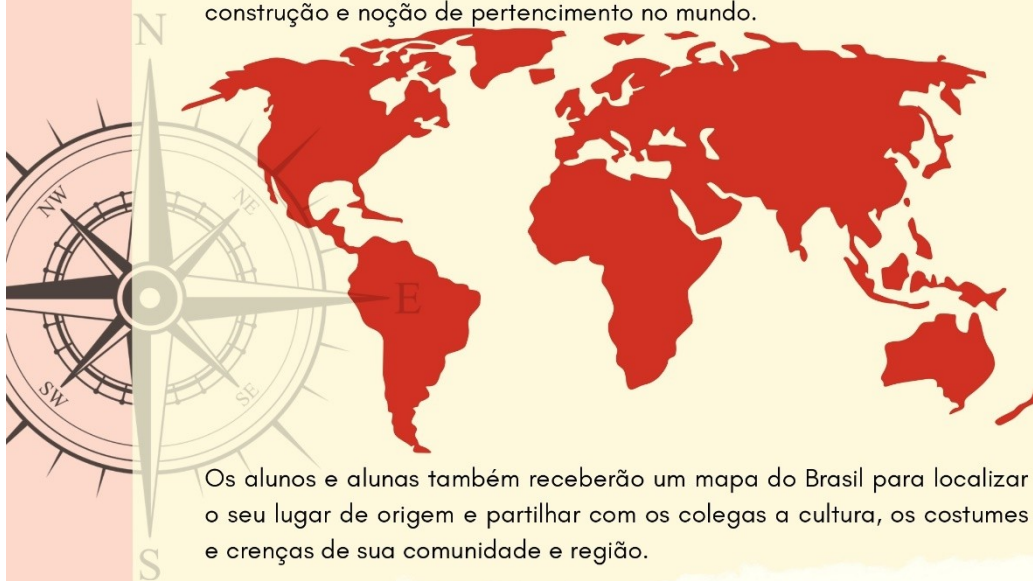 construção e noção de pertencimento no mundo.
N
NW
NE
E
SW
SE
S
Os alunos e alunas também receberão um mapa do Brasil para localizar
o seu lugar de origem e partilhar com os colegas a cultura, os costumes
e crenças de sua comunidade e região.